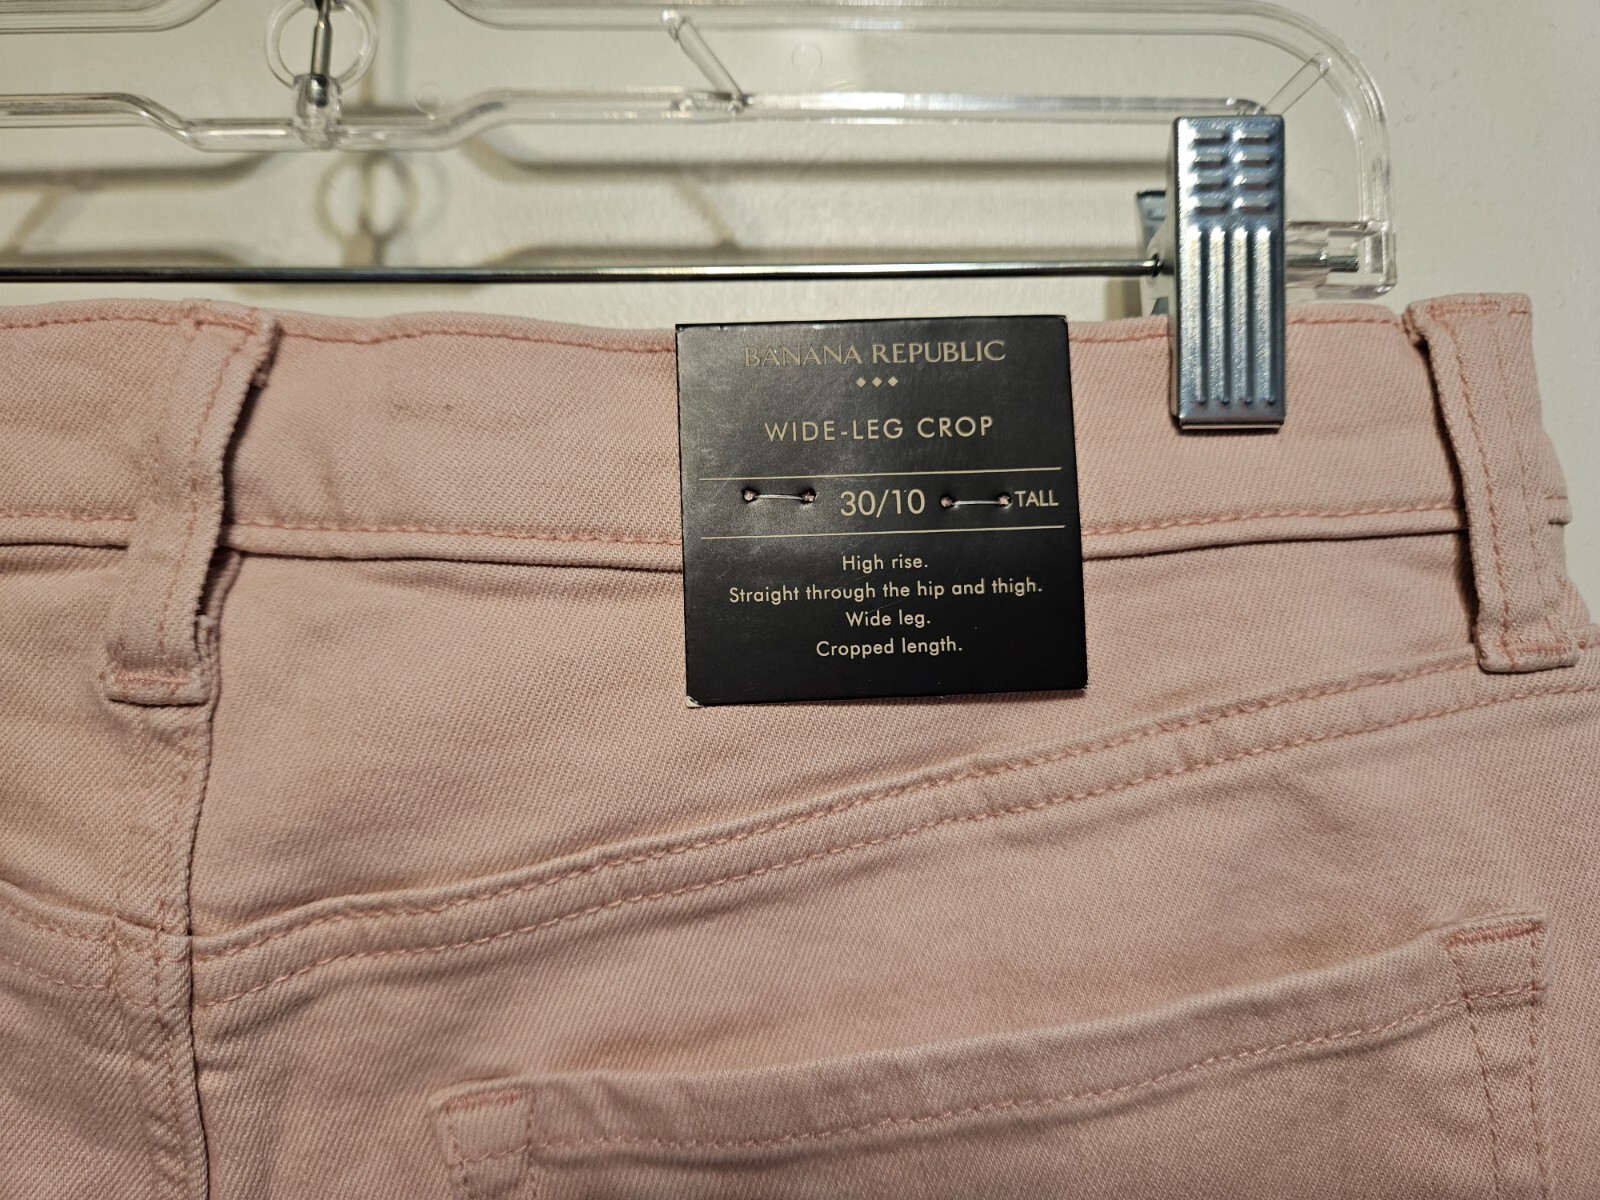 BANANA REPUBLIC
WIDE-LEG CROP
30/10 TALL
High rise.
Straight through the hip and thigh.
Wide leg.
Cropped length.